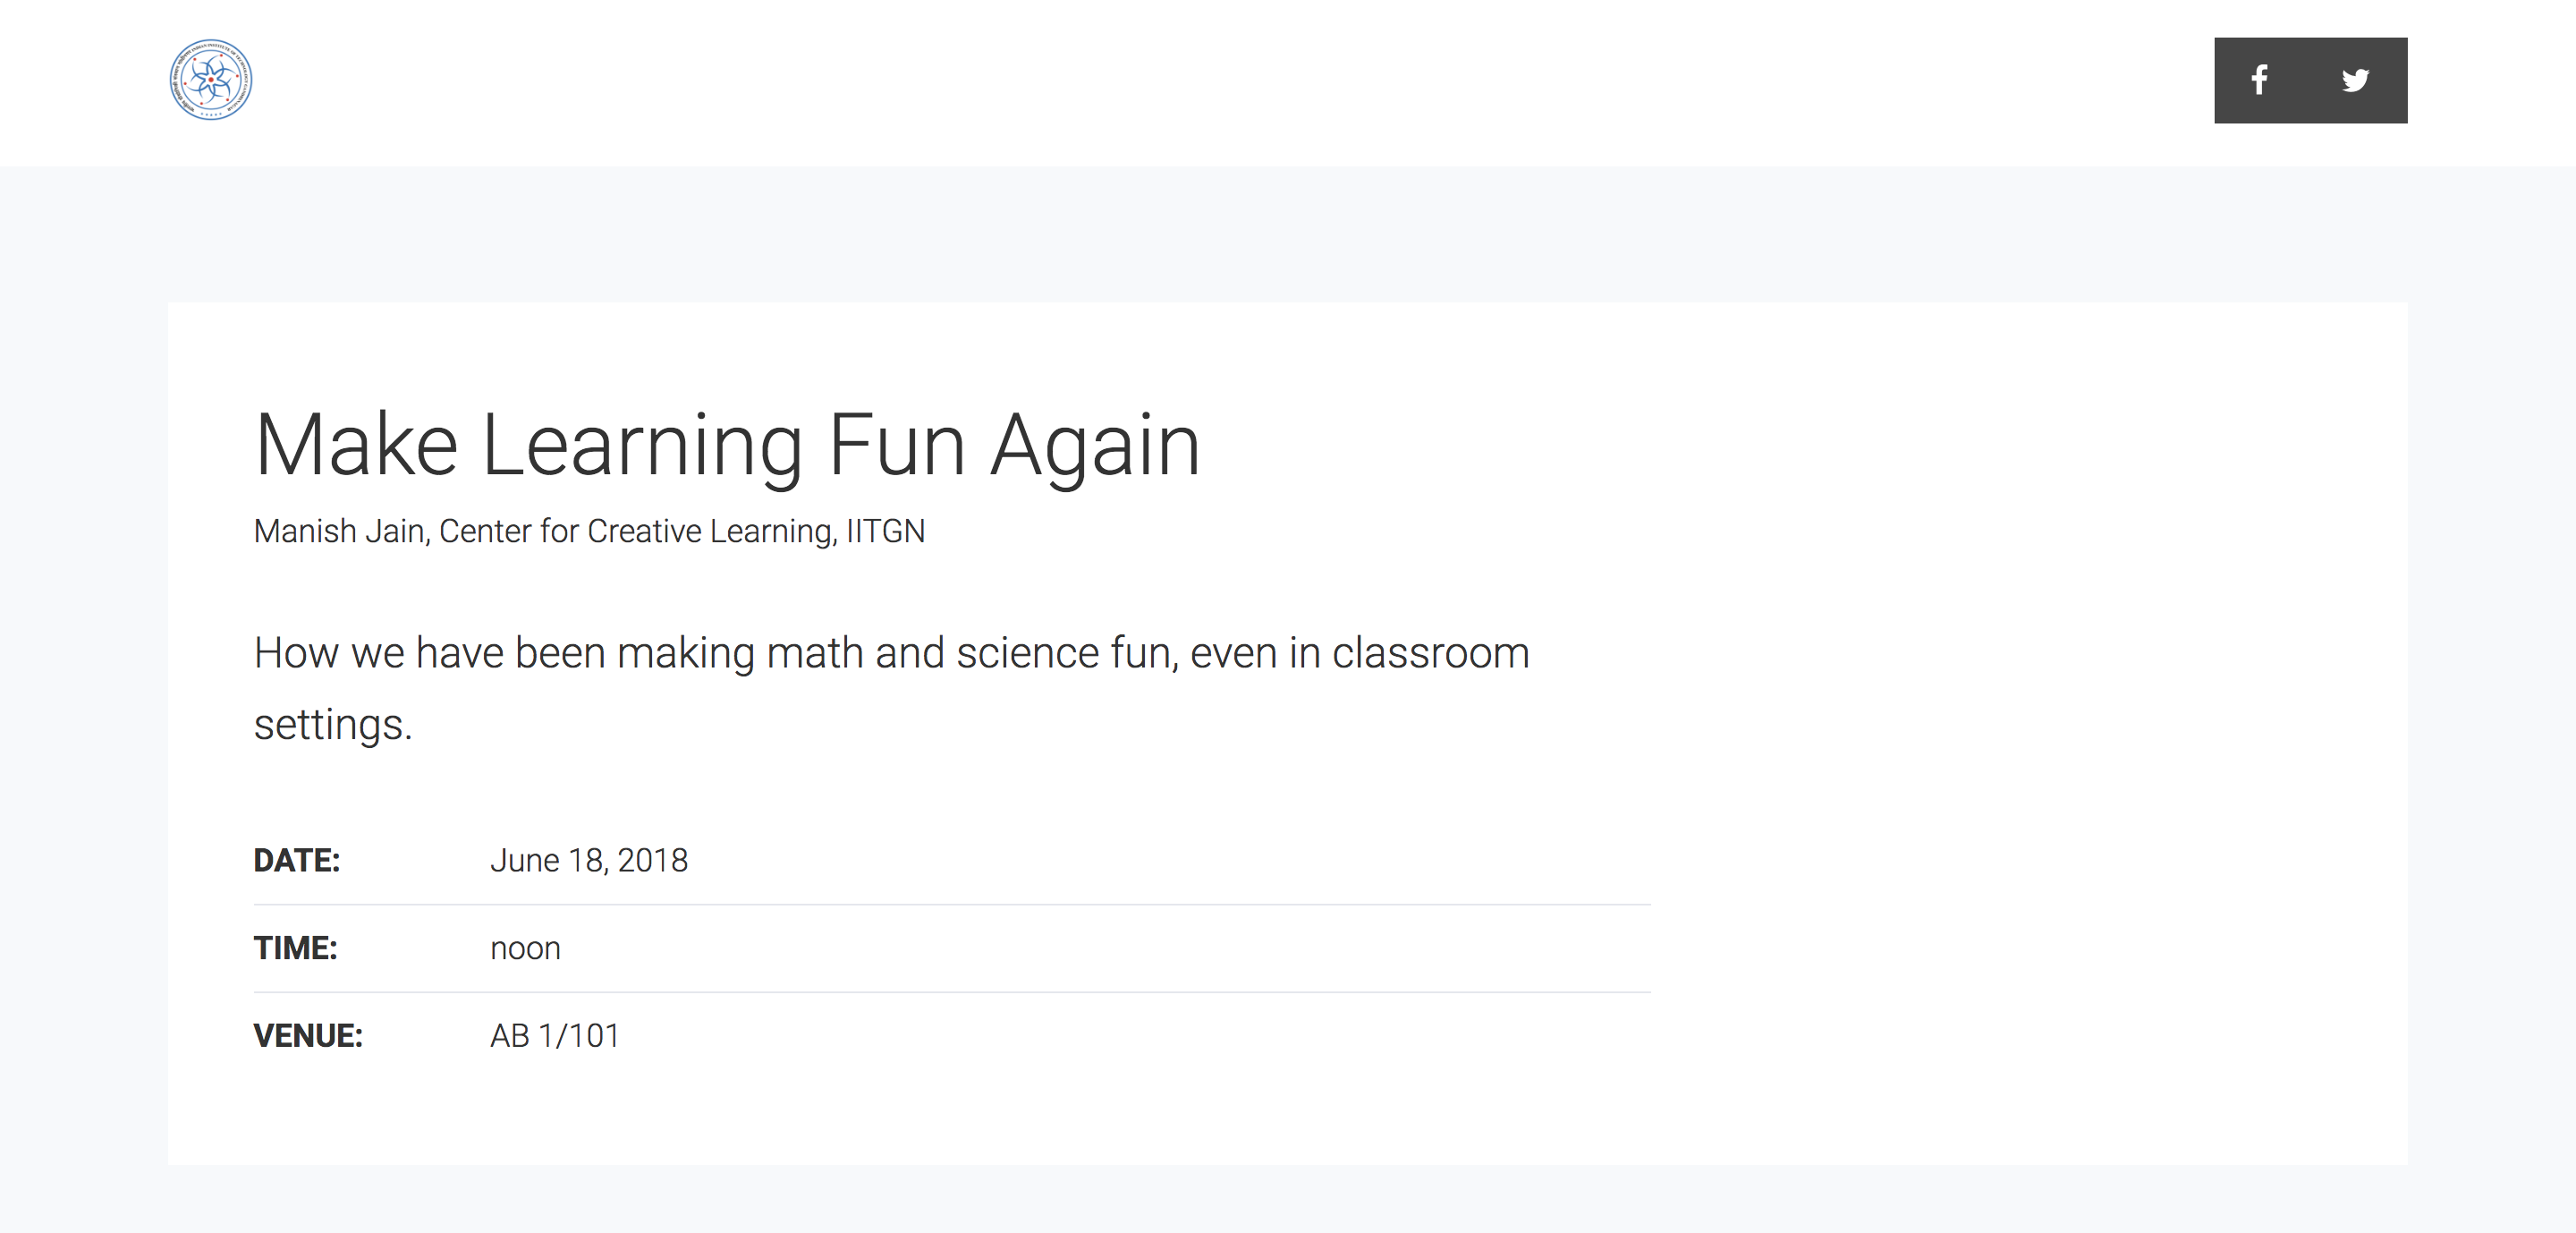 Make Learning Fun Again
Manish Jain, Center for Creative Learning, IITGN
How we have been making math and science fun, even in classroom
settings.
DATE: June 18, 2018
TIME: noon
VENUE: AB 1/101